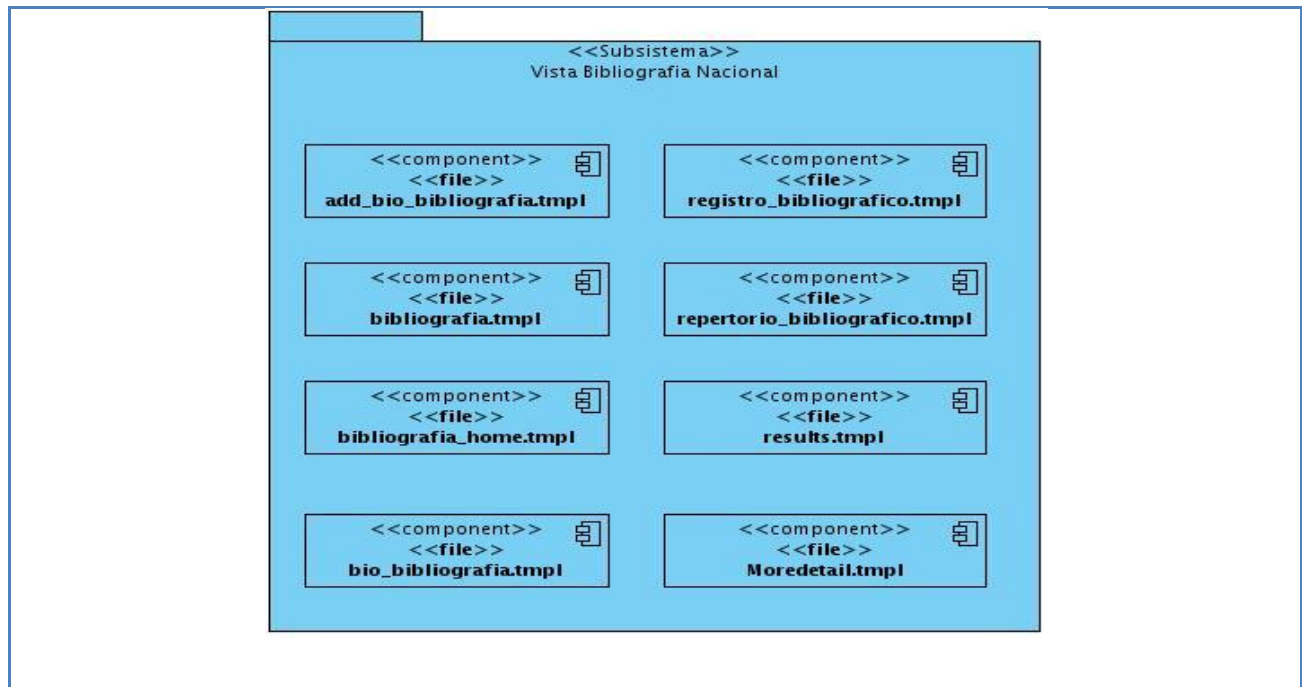 <<Subsistema>>
Vista Bibliografia Nacional
<<component>>
<<file>>
add_bio_bibliografia.tmpl
<<component>>
<<file>>
registro_bibliografico.tmpl
<<component>>
<<file>>
bibliografia.tmpl
<<component>>
<<file>>
repertorio_bibliografico.tmpl
<<component>>
<<file>>
bibliografia_home.tmpl
<<component>>
<<file>>
results.tmpl
<<component>>
<<file>>
bio_bibliografia.tmpl
<<component>>
<<file>>
Moredetail.tmpl